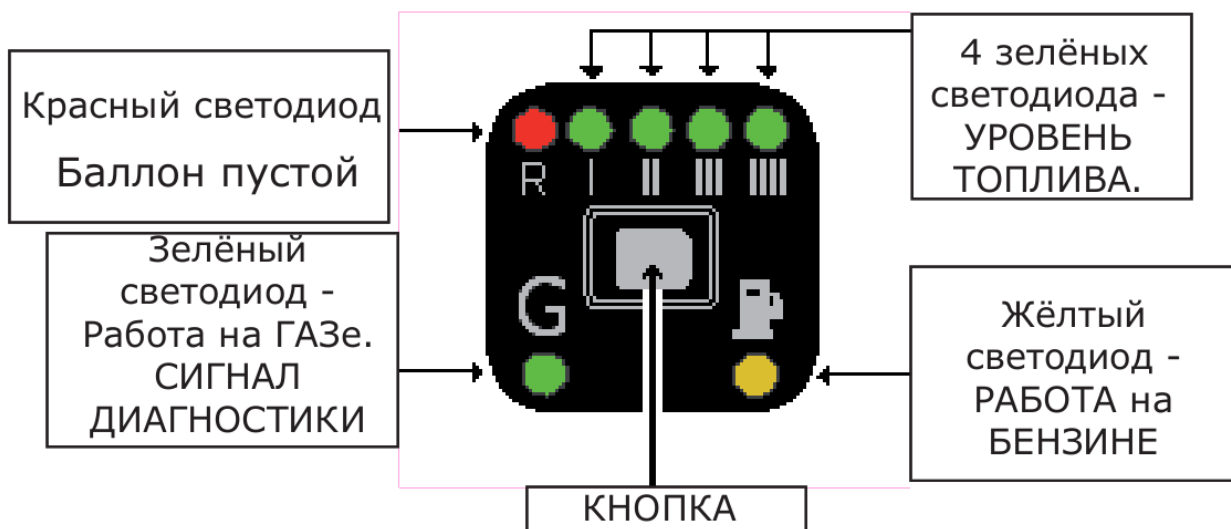 Красный светодиод
Баллон пустой
4 зелёных
светодиода -
УРОВЕНЬ
ТОПЛИВА.
R I II III IIII
G
Зелёный
светодиод -
Работа на ГАЗе.
СИГНАЛ
ДИАГНОСТИКИ
Жёлтый
светодиод -
РАБОТА на
БЕНЗИНЕ
КНОПКА